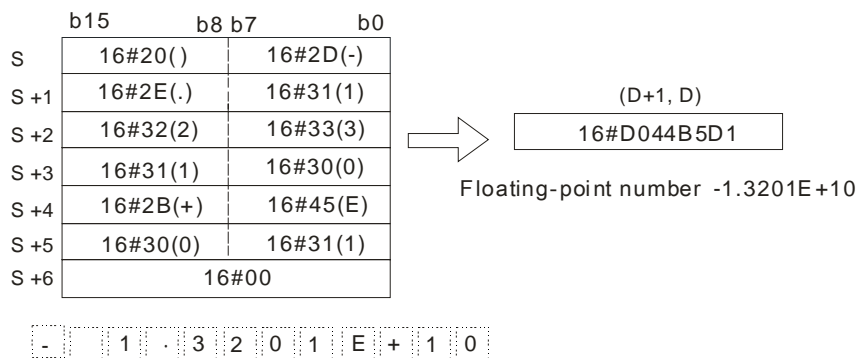 b15 b8 b7 b0
S 16#20() 16#2D(-)
S +1 16#2E(.) 16#31(1)
S +2 16#32(2) 16#33(3)
S +3 16#31(1) 16#30(0)
S +4 16#2B(+) 16#45(E)
S +5 16#30(0) 16#31(1)
S +6 16#00
(D+1, D)
16#D044B5D1
Floating-point number -1.3201E+10
- 1 . 3 2 0 1 E + 1 0